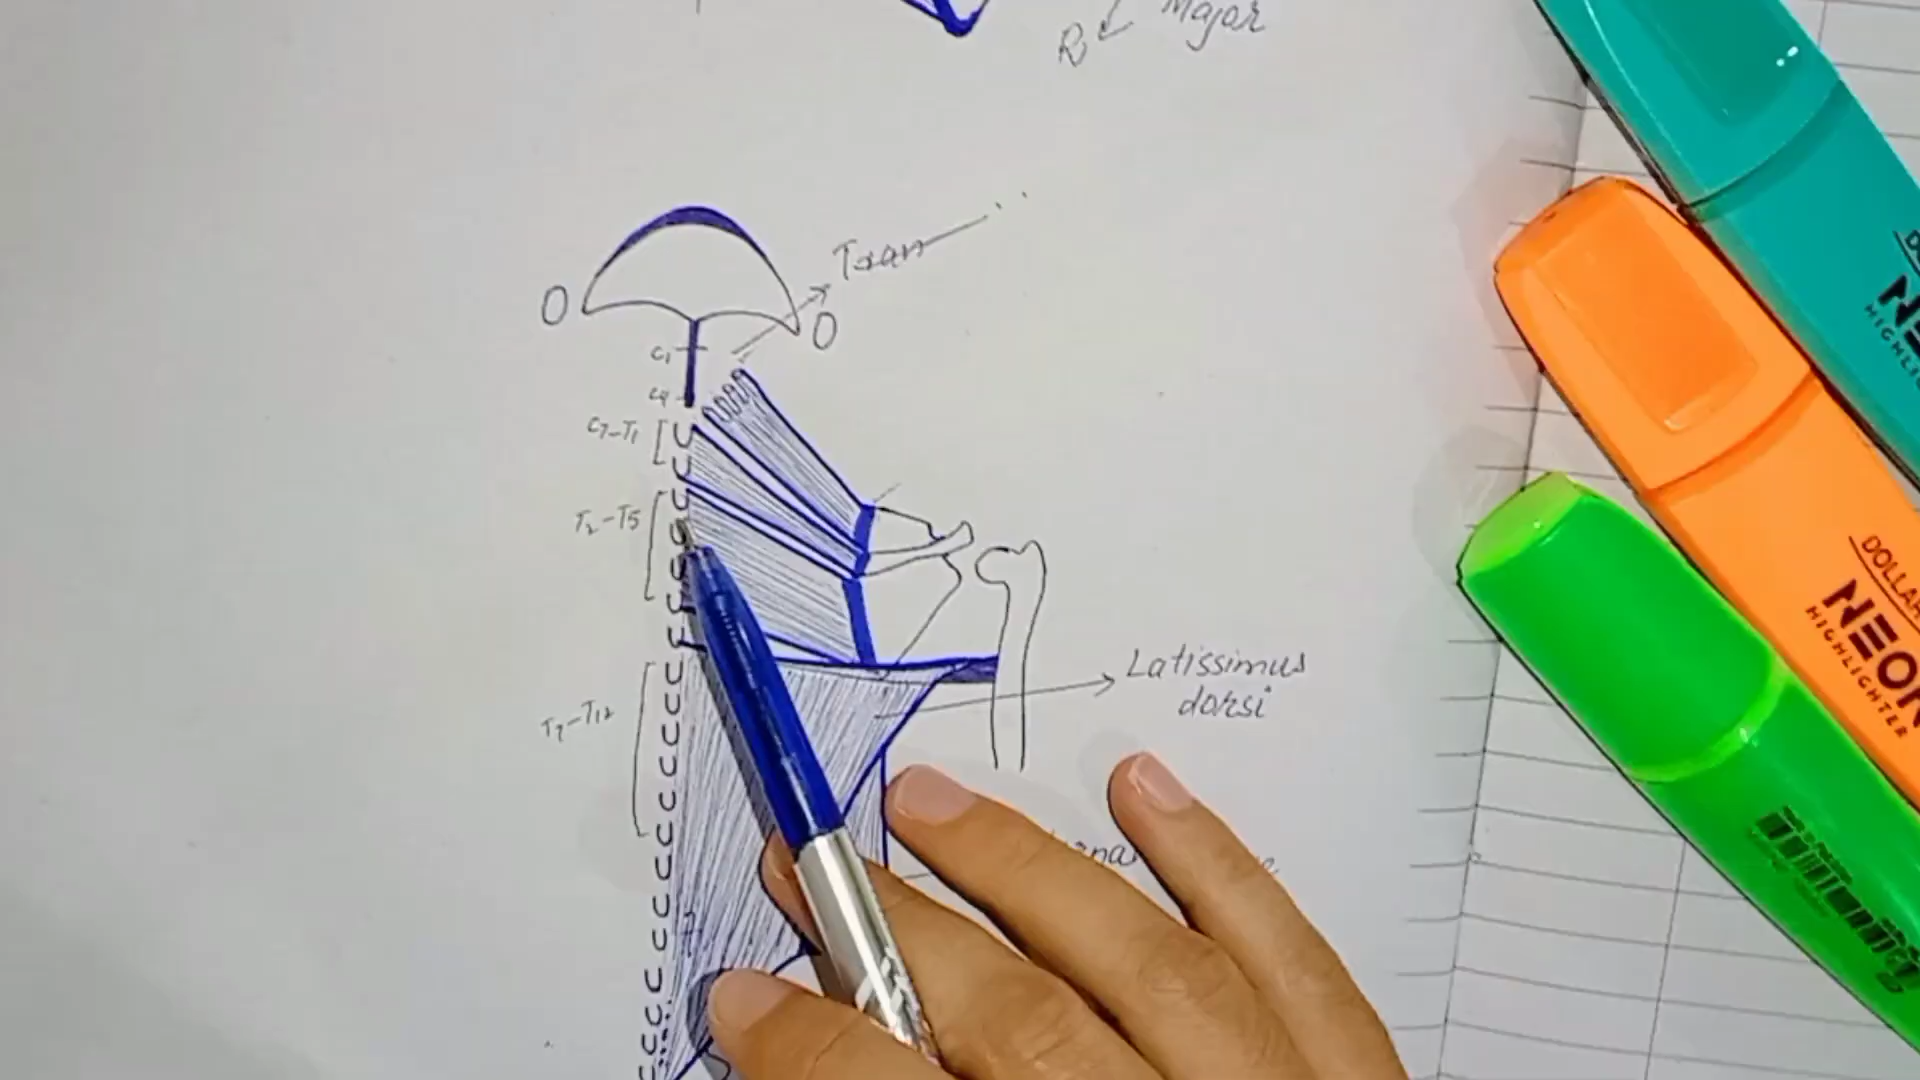 Major
R
Tran
O
O
C1
C4
C7-T1
T2-T5
Latissimus
dorsi
T7-T12
DOLLAR
NEON
HIGHLIGHTER
NEON
HIGHLIGHTER